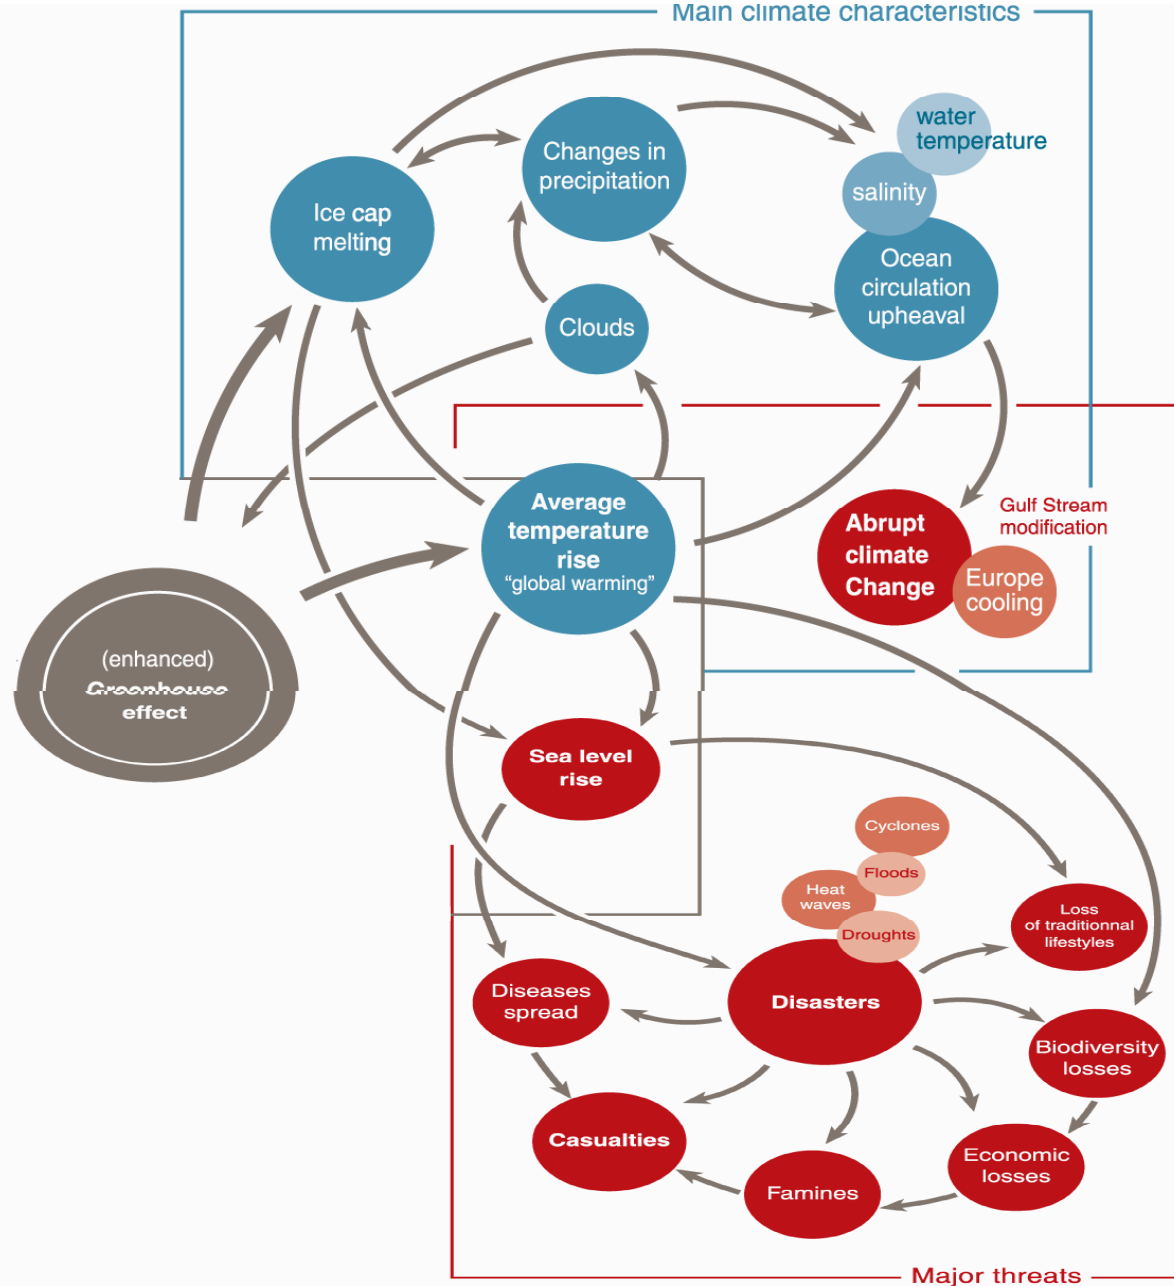 Main climate characteristics
water
temperature
Changes in
precipitation
salinity
Ice cap
melting
Ocean
circulation
upheaval
Clouds
Average
temperature
rise
“global warming”
Gulf Stream
modification
Abrupt
climate
Change
Europe
cooling
(enhanced)
Greenhouse
effect
Sea level
rise
Cyclones
Floods
Heat
waves
Droughts
Loss
of traditionnal
lifestyles
Diseases
spread
Disasters
Biodiversity
losses
Casualties
Economic
losses
Famines
Major threats